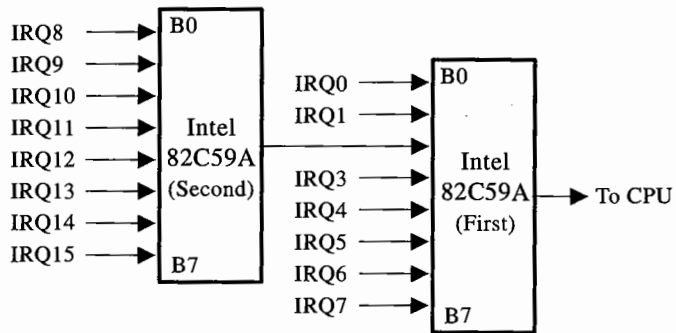 IRQ8
IRQ9
IRQ10
IRQ11
IRQ12
IRQ13
IRQ14
IRQ15
B0
Intel
82C59A
(Second)
B7
IRQ0
IRQ1
IRQ3
IRQ4
IRQ5
IRQ6
IRQ7
B0
Intel
82C59A
(First)
B7
To CPU